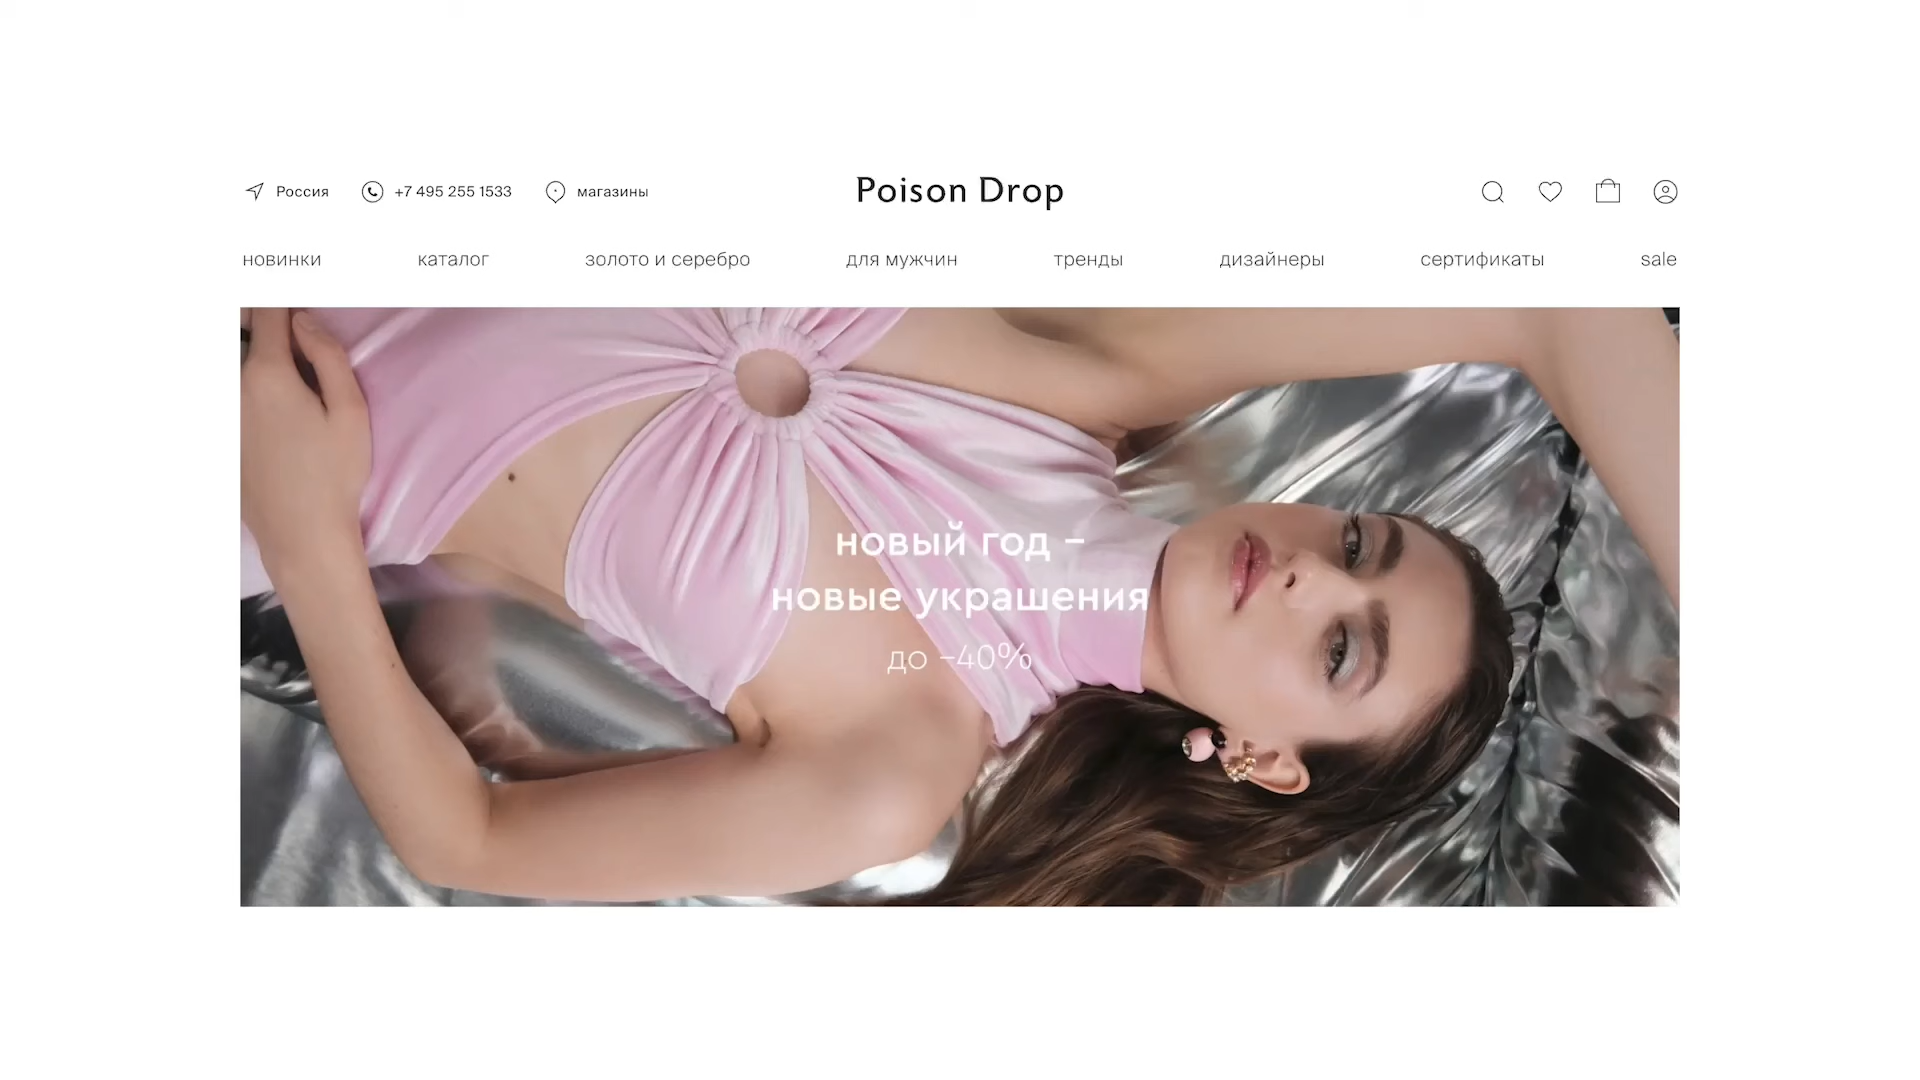 Россия +7 495 255 1533 магазины Poison Drop
новинки каталог золото и серебро для мужчин тренды дизайнеры сертификаты sale
новый год –
новые украшения
до –40%